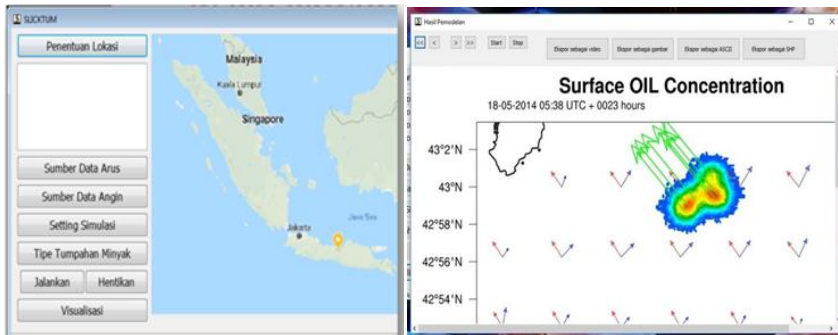 SLICKTUM
Penentuan Lokasi
Sumber Data Arus
Sumber Data Angin
Setting Simulasi
Tipe Tumpahan Minyak
Jalankan
Hentikan
Visualisasi
Malaysia
Kuala Lumpur
Singapore
Jakarta
Java Sea
Hasil Pemodelan
<<
<
>
>>
Start
Stop
Ekspor sebagai video
Ekspor sebagai gambar
Ekspor sebagai ASCII
Ekspor sebagai SHP
Surface OIL Concentration
18-05-2014 05:38 UTC + 0023 hours
43°2'N
43°N
42°58'N
42°56'N
42°54'N